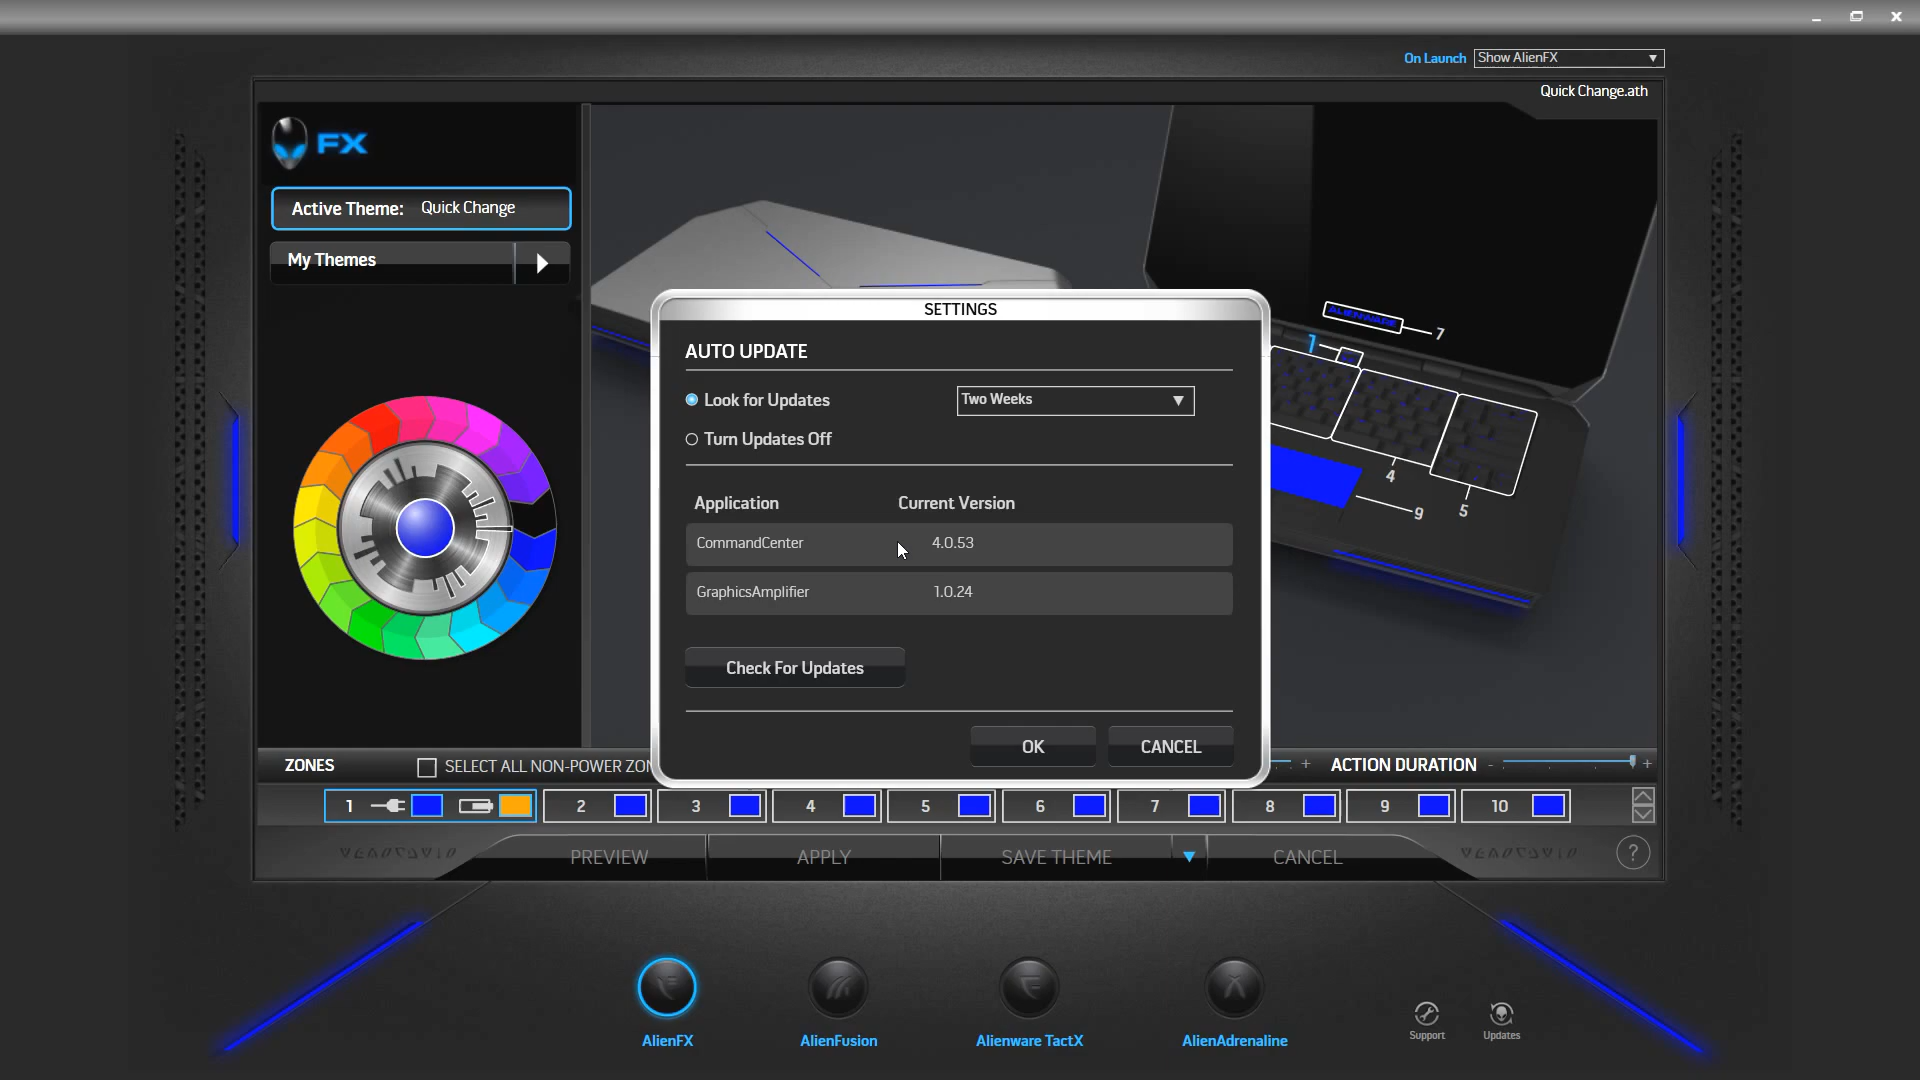 On Launch Show AlienFX
Quick Change.ath
FX
Active Theme: Quick Change
My Themes
ALIENWARE
7
1
4
5
9
SETTINGS
AUTO UPDATE
Look for Updates Two Weeks
Turn Updates Off
Application Current Version
CommandCenter 4.0.53
GraphicsAmplifier 1.0.24
Check For Updates
OK CANCEL
ZONES SELECT ALL NON-POWER ZON + ACTION DURATION - +
1 2 3 4 5 6 7 8 9 10
PREVIEW APPLY SAVE THEME CANCEL ?
AlienFX AlienFusion Alienware TactX AlienAdrenaline Support Updates